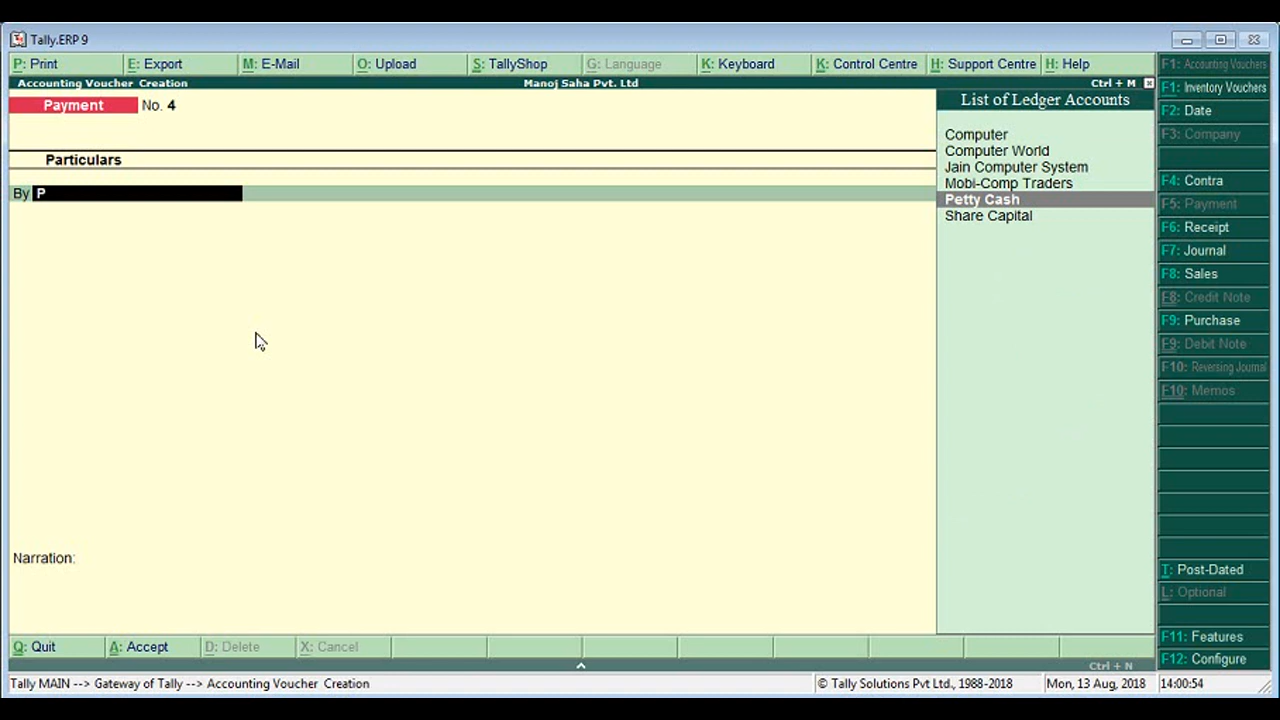 Tally.ERP 9
P: Print E: Export M: E-Mail O: Upload S: TallyShop G: Language K: Keyboard K: Control Centre H: Support Centre H: Help
Accounting Voucher Creation Manoj Saha Pvt. Ltd Ctrl + M
Payment No. 4
Particulars
By P
Narration:
List of Ledger Accounts
Computer
Computer World
Jain Computer System
Mobi-Comp Traders
Petty Cash
Share Capital
F1: Accounting Vouchers
F1: Inventory Vouchers
F2: Date
F3: Company
F4: Contra
F5: Payment
F6: Receipt
F7: Journal
F8: Sales
F8: Credit Note
F9: Purchase
F9: Debit Note
F10: Reversing Journal
F10: Memos
T: Post-Dated
L: Optional
F11: Features
F12: Configure
Q: Quit A: Accept D: Delete X: Cancel
Ctrl + N
Tally MAIN --> Gateway of Tally --> Accounting Voucher Creation © Tally Solutions Pvt Ltd., 1988-2018 Mon, 13 Aug, 2018 14:00:54